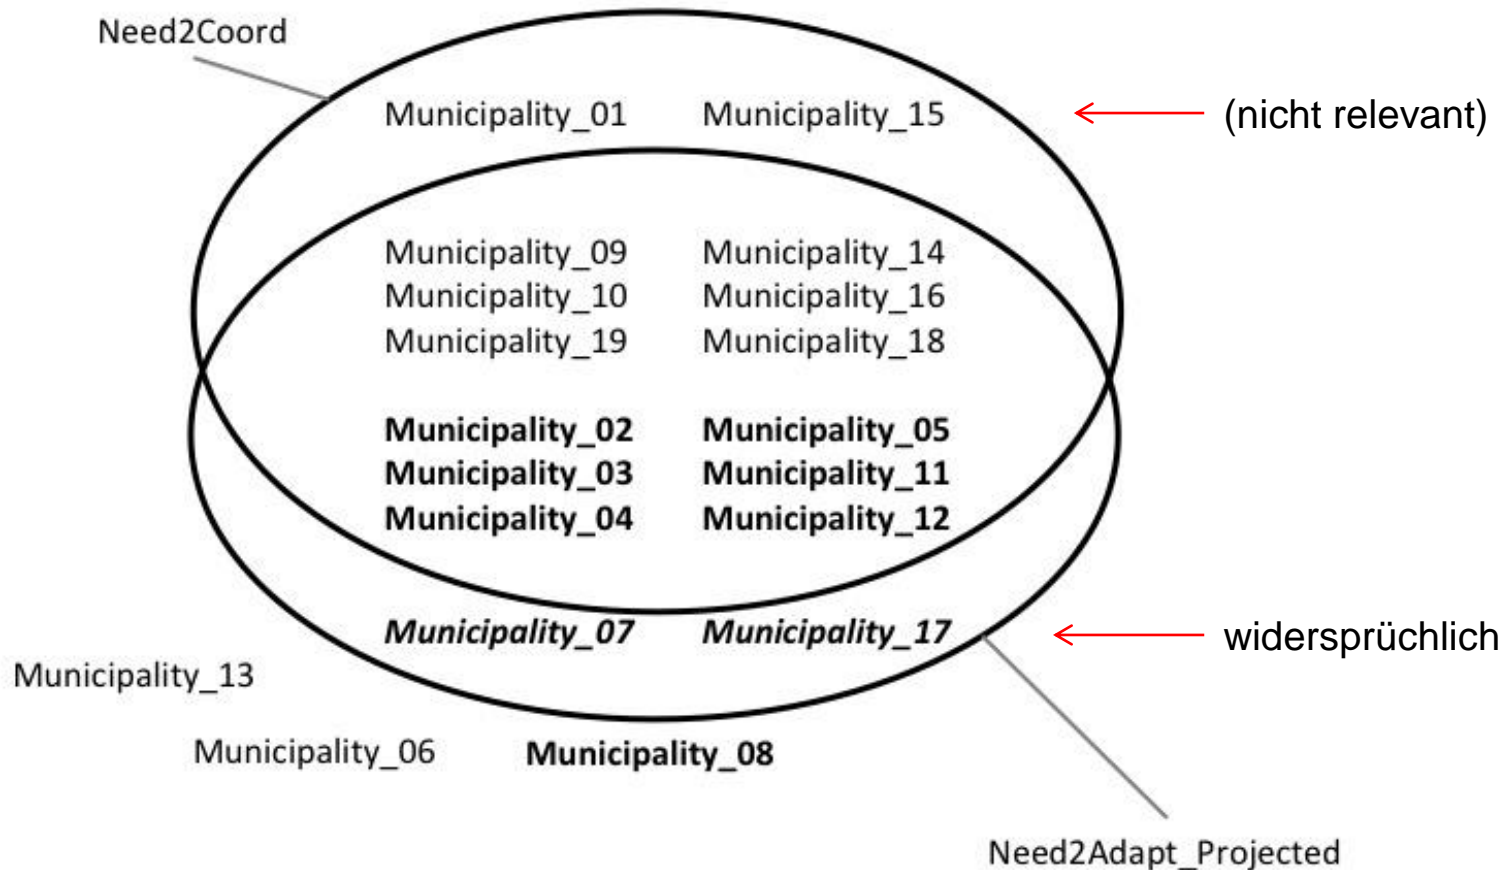 Need2Coord
Municipality_01 Municipality_15 (nicht relevant)
Municipality_09 Municipality_14
Municipality_10 Municipality_16
Municipality_19 Municipality_18
Municipality_02 Municipality_05
Municipality_03 Municipality_11
Municipality_04 Municipality_12
Municipality_07 Municipality_17 widersprüchlich
Municipality_13
Municipality_06 Municipality_08
Need2Adapt_Projected